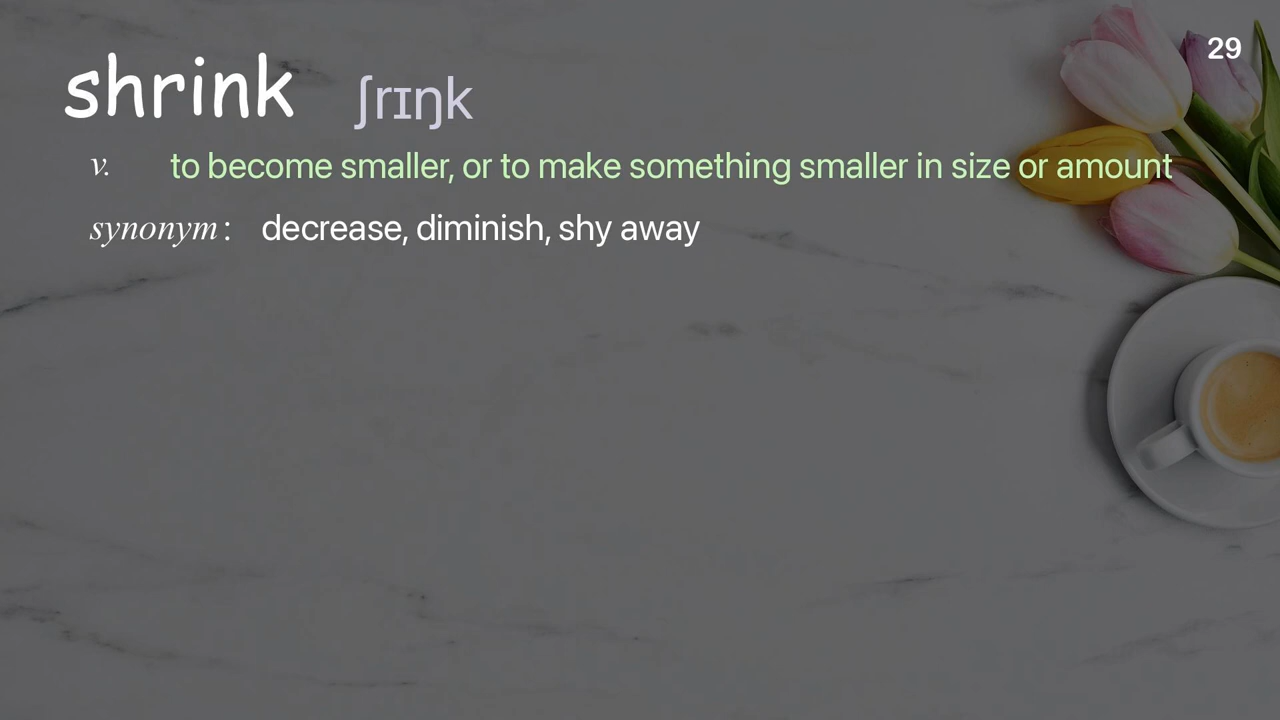 29
shrink ʃrɪŋk
v. to become smaller, or to make something smaller in size or amount
synonym : decrease, diminish, shy away